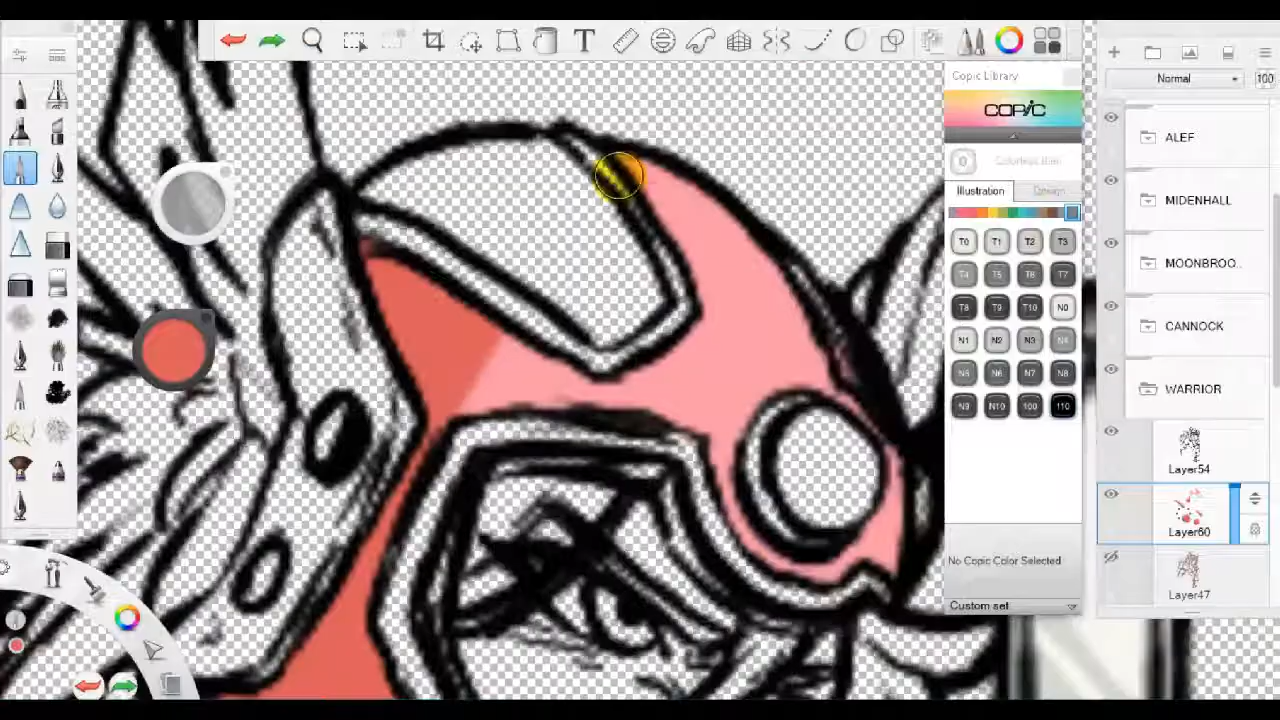 Copic Library
COPIC
0
Illustration
Design
T0 T1 T2 T3
T4 T5 T6 T7
T8 T9 T10 N0
N1 N2 N3 N4
N5 N6 N7 N8
N9 N10 100 110
No Copic Color Selected
Custom set
Normal
100
ALEF
MIDENHALL
MOONBROO..
CANNOCK
WARRIOR
Layer54
Layer60
Layer47